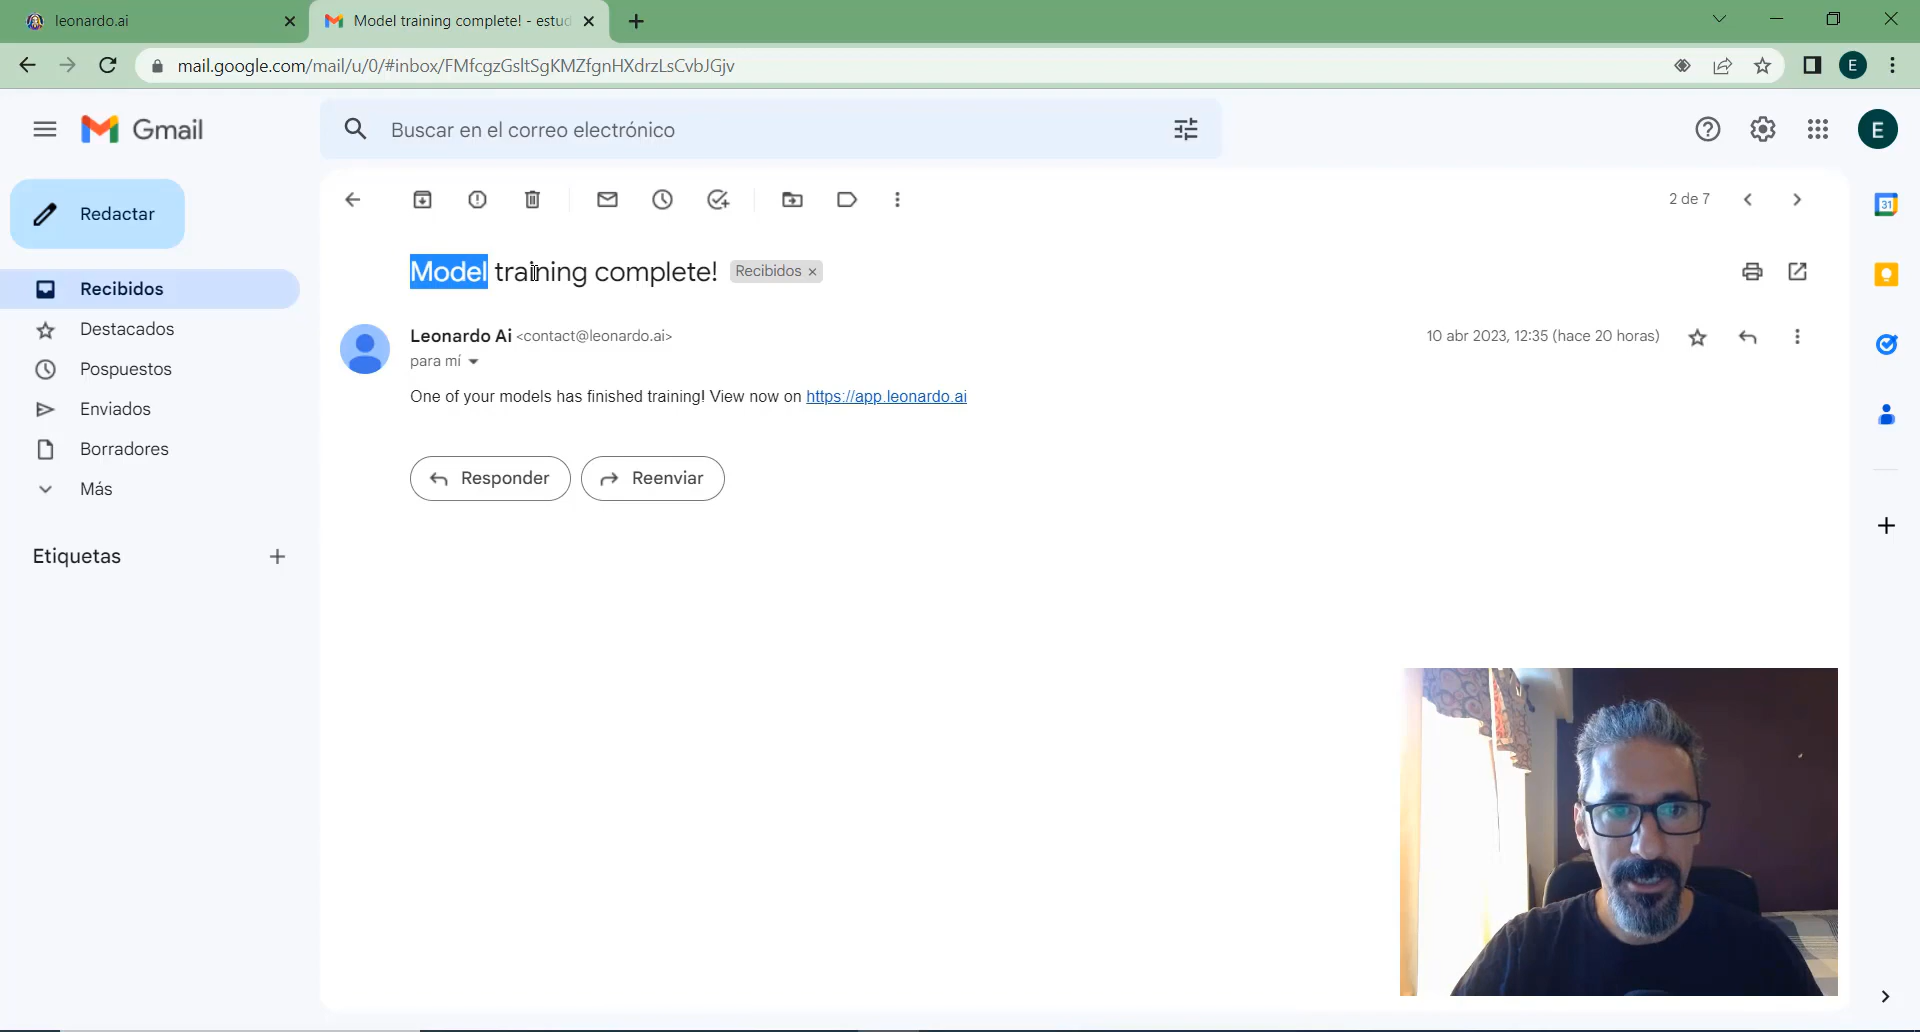 leonardo.ai
Model training complete! - estud
mail.google.com/mail/u/0/#inbox/FMfcgzGsltSgKMZfgnHXdrzLsCvbJGjv
E
Gmail
Buscar en el correo electrónico
E
Redactar
2 de 7
31
Model training complete!
Recibidos
Recibidos
Destacados
Pospuestos
Enviados
Borradores
Más
Leonardo Ai <contact@leonardo.ai>
10 abr 2023, 12:35 (hace 20 horas)
para mí
One of your models has finished training! View now on https://app.leonardo.ai
Responder
Reenviar
Etiquetas